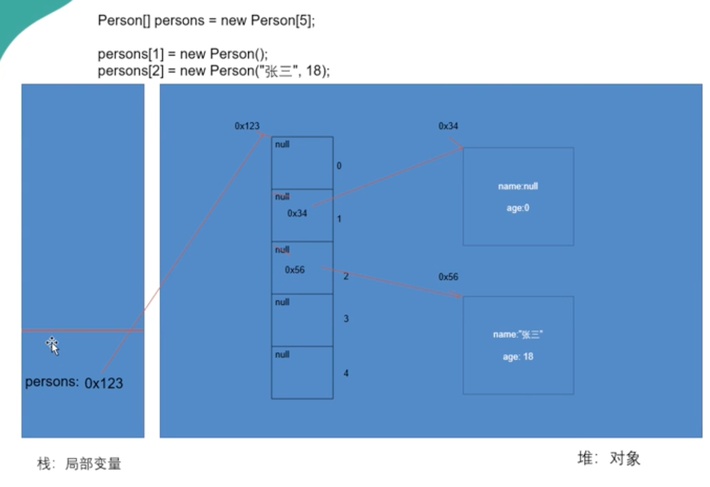 Person[] persons = new Person[5];
persons[1] = new Person();
persons[2] = new Person("张三", 18);
0x123
0x34
null
0
name:null
null
0x34
1
age:0
null
0x56
2
0x56
null
3
name:"张三"
null
age: 18
4
persons: 0x123
栈：局部变量
堆：对象